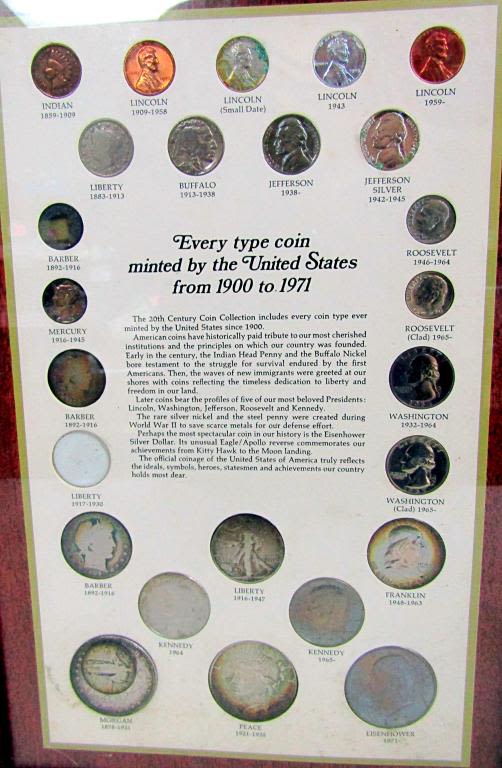 INDIAN
1859-1909
LINCOLN
1909-1958
LINCOLN
(Small Date)
LINCOLN
1943
LINCOLN
1959-
LIBERTY
1883-1913
BUFFALO
1913-1938
JEFFERSON
1938-
JEFFERSON
SILVER
1942-1945
BARBER
1892-1916
ROOSEVELT
1946-1964
Every type coin
minted by the United States
from 1900 to 1971
MERCURY
1916-1945
ROOSEVELT
(Clad) 1965-
The 20th Century Coin Collection includes every coin type ever
minted by the United States since 1900.
American coins have historically paid tribute to our most cherished
institutions and the principles on which our country was founded.
Early in the century, the Indian Head Penny and the Buffalo Nickel
bore testament to the struggle for survival endured by the first
Americans. Then, the waves of new immigrants were greeted at our
shores with coins reflecting the timeless dedication to liberty and
freedom in our land.
Later coins bear the profiles of five of our most beloved Presidents:
Lincoln, Washington, Jefferson, Roosevelt and Kennedy.
The rare silver nickel and the steel penny were created during
World War II to save scarce metals for our defense effort.
Perhaps the most spectacular coin in our history is the Eisenhower
Silver Dollar. Its unusual Eagle/Apollo reverse commemorates our
achievements from Kitty Hawk to the Moon landing.
The official coinage of the United States of America truly reflects
the ideals, symbols, heroes, statesmen and achievements our country
holds most dear.
BARBER
1892-1916
WASHINGTON
1932-1964
LIBERTY
1917-1930
WASHINGTON
(Clad) 1965-
BARBER
1892-1916
LIBERTY
1916-1947
FRANKLIN
1948-1963
KENNEDY
1964
KENNEDY
1965-
MORGAN
1878-1921
PEACE
1921-1935
EISENHOWER
1971-